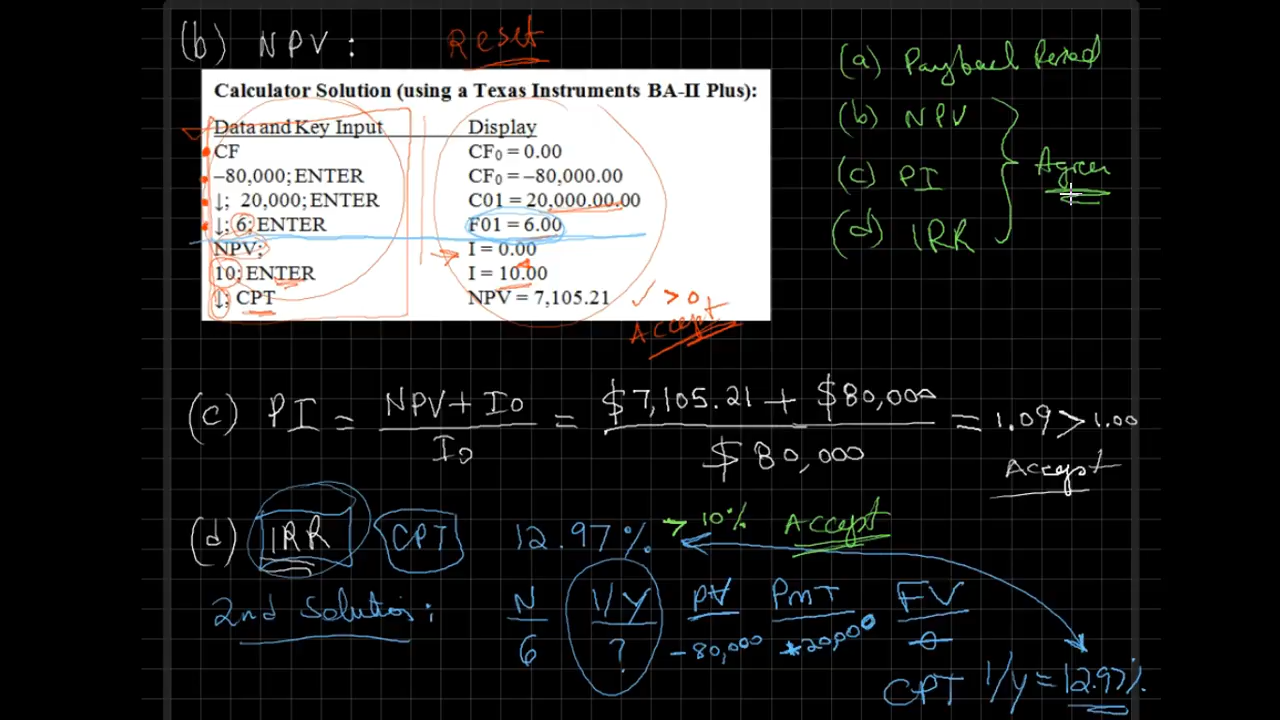 (b) NPV: Reset
Calculator Solution (using a Texas Instruments BA-II Plus):
Data and Key Input Display
CF CF0 = 0.00
–80,000; ENTER CF0 = –80,000.00
↓; 20,000; ENTER C01 = 20,000.00.00
↓; 6; ENTER F01 = 6.00
NPV; I = 0.00
10; ENTER I = 10.00
↓; CPT NPV = 7,105.21 ✓ > 0
Accept
(a) Payback Period
(b) NPV
(c) PI
(d) IRR
Agree
(c) PI = NPV + I0 / I0 = $7,105.21 + $80,000 / $80,000 = 1.09 > 1.00
Accept
(d) IRR CPT 12.97% > 10% Accept
2nd Solution: N I/Y PV PMT FV
6 ? -80,000 +20,000 0
CPT I/Y = 12.97%